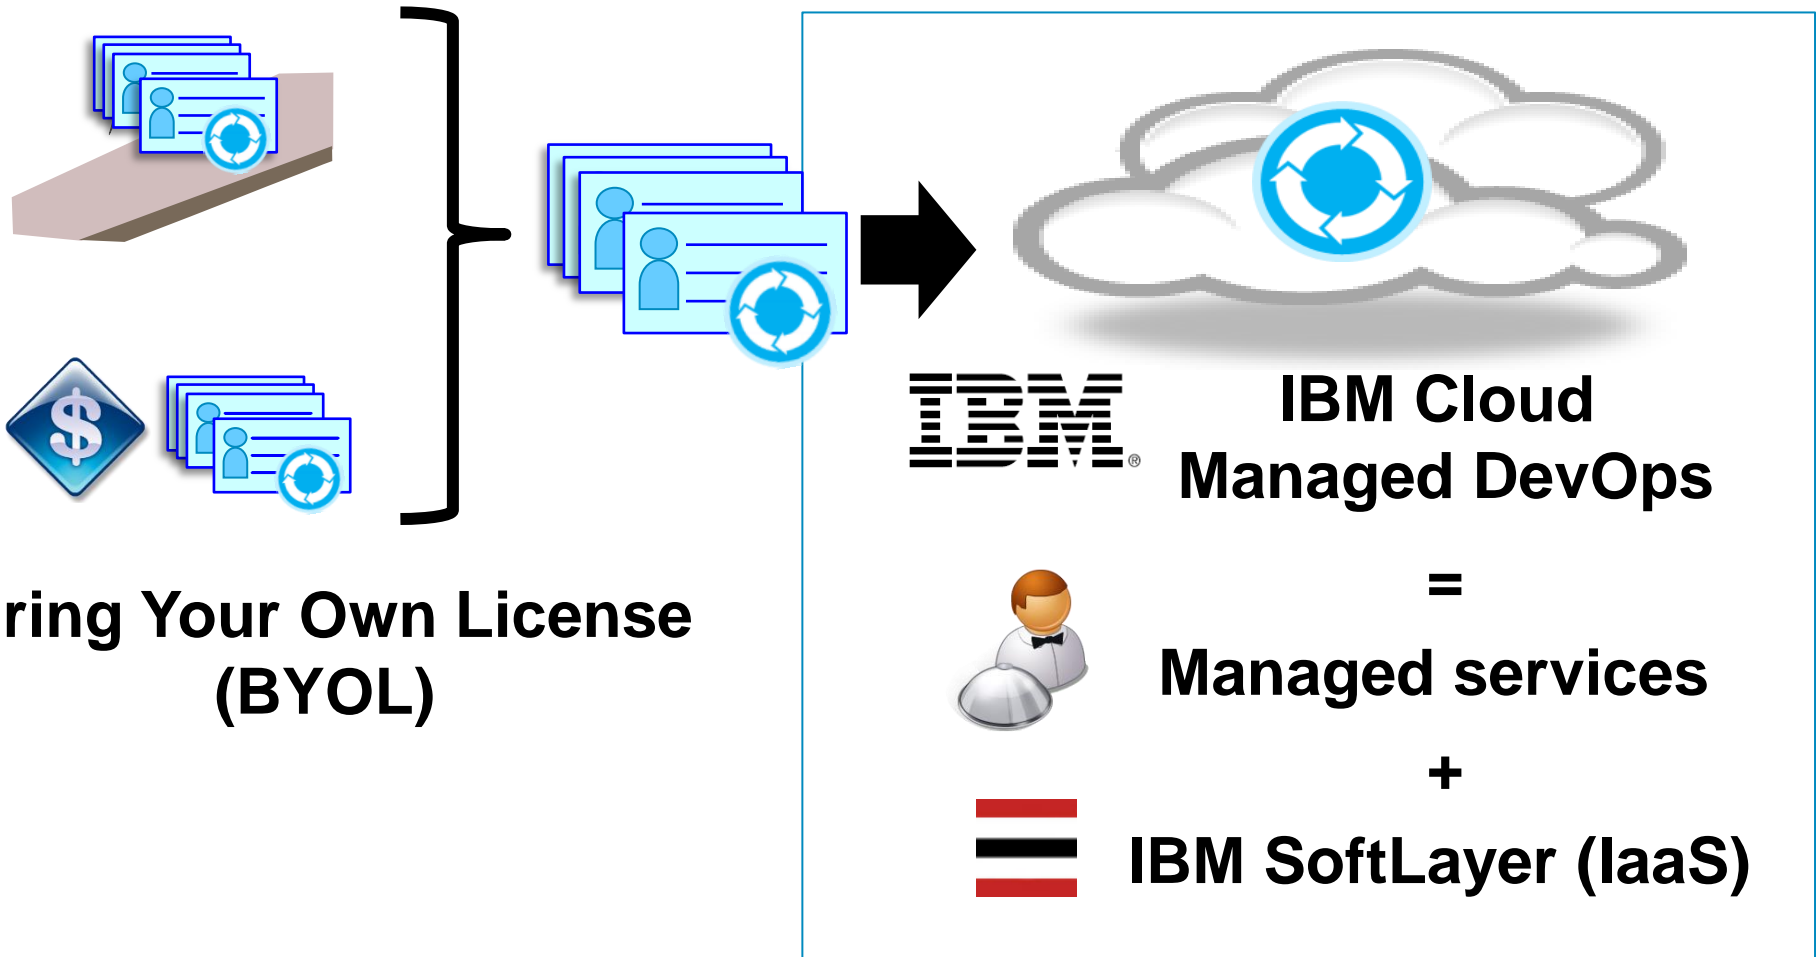 ring Your Own License
(BYOL)
$
IBM®
IBM Cloud
Managed DevOps
=
Managed services
+
IBM SoftLayer (IaaS)